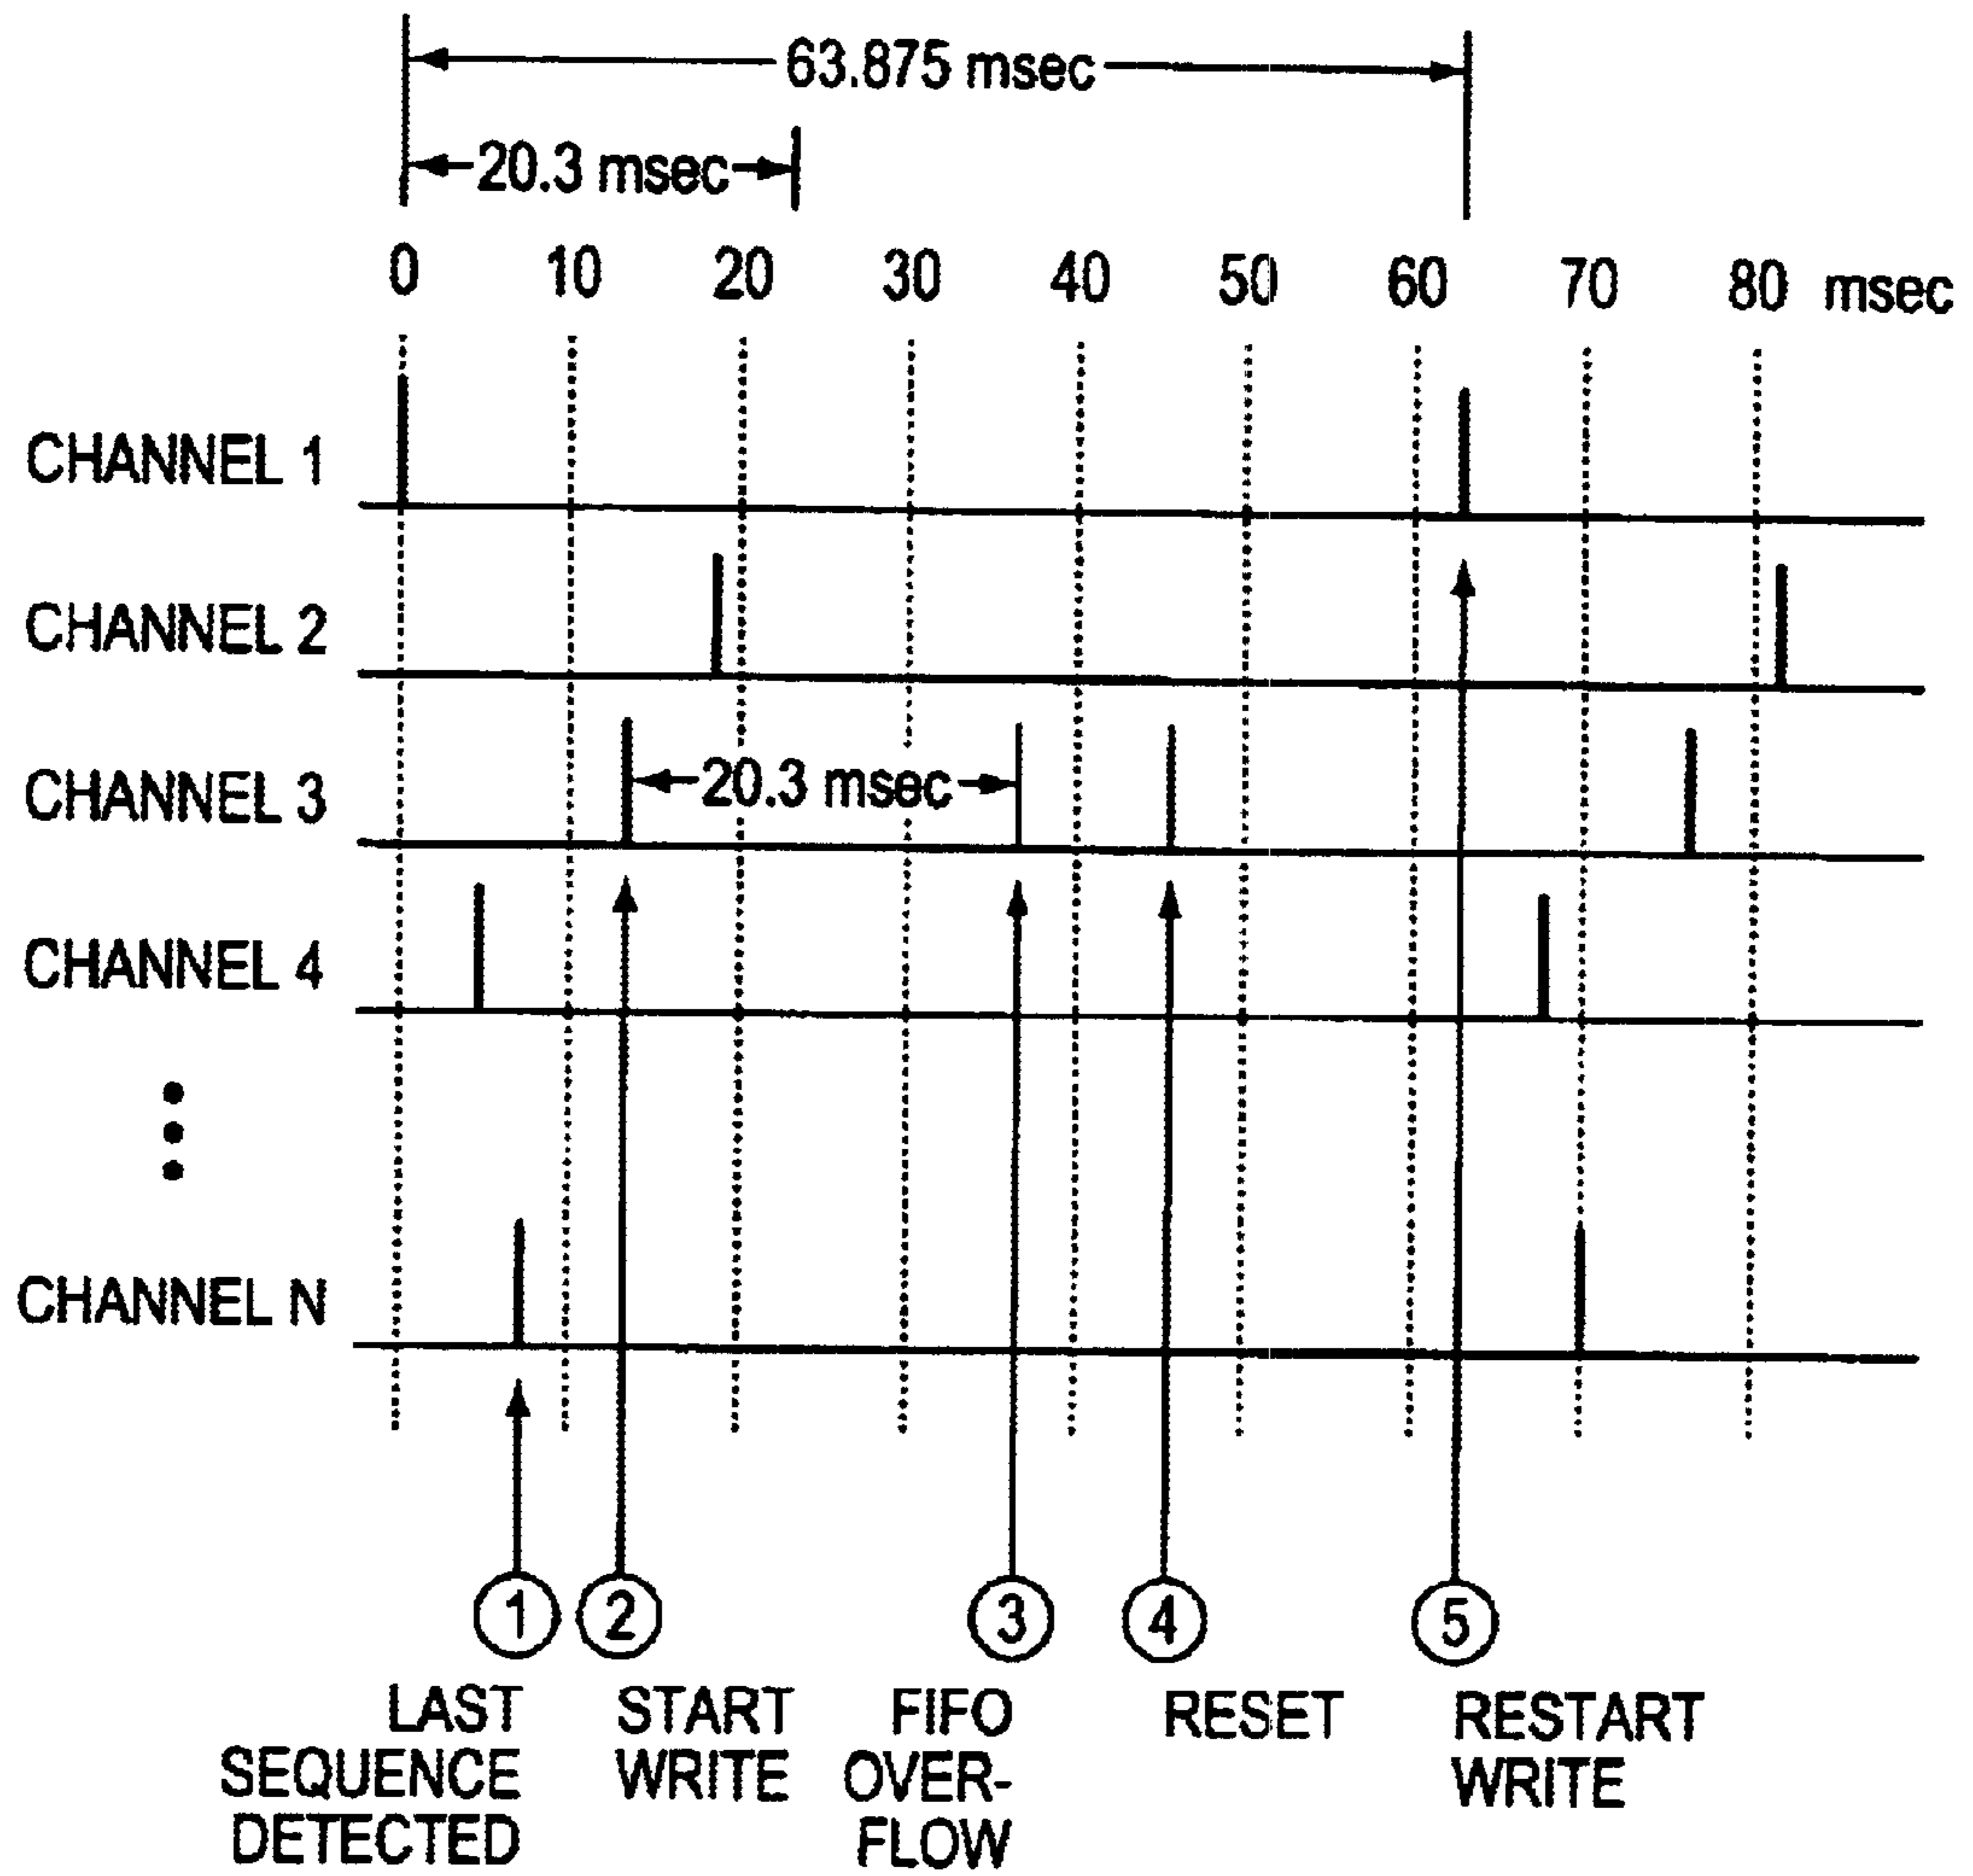 63.875 msec
20.3 msec
0 10 20 30 40 50 60 70 80 msec
CHANNEL 1
CHANNEL 2
CHANNEL 3 20.3 msec
CHANNEL 4
CHANNEL N
1 2 3 4 5
LAST
SEQUENCE
DETECTED
START
WRITE
FIFO
OVER-
FLOW
RESET
RESTART
WRITE